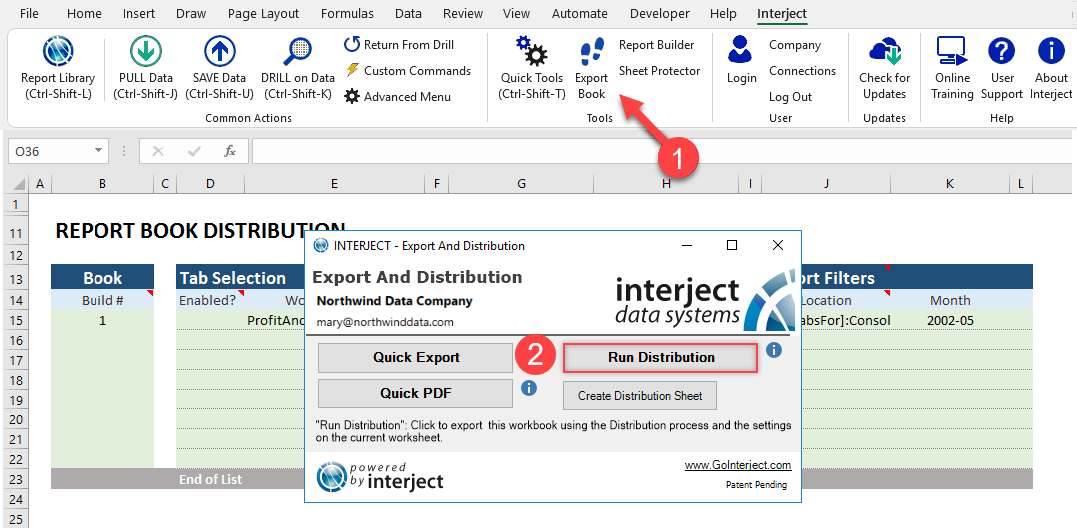 File Home Insert Draw Page Layout Formulas Data Review View Automate Developer Help Interject
Report Library
(Ctrl-Shift-L)
PULL Data
(Ctrl-Shift-J)
SAVE Data
(Ctrl-Shift-U)
DRILL on Data
(Ctrl-Shift-K)
Return From Drill
Custom Commands
Advanced Menu
Common Actions
Quick Tools
(Ctrl-Shift-T)
Export
Book
Report Builder
Sheet Protector
Tools
Login
Company
Connections
Log Out
User
Check for
Updates
Updates
Online
Training
User
Support
About
Interject
Help
1
O36
fx
A B C D E F G H I J K L
1
11 REPORT BOOK DISTRIBUTION
12
13 Book Tab Selection ort Filters
14 Build # Enabled? Wo Location Month
15 1 ProfitAnd absFor]:Consol 2002-05
16
17
18
19
20
21
22
23 End of List
24
25
INTERJECT - Export And Distribution
Export And Distribution
Northwind Data Company
mary@northwinddata.com
interject
data systems
Quick Export
2
Run Distribution
Quick PDF
Create Distribution Sheet
"Run Distribution": Click to export this workbook using the Distribution process and the settings
on the current worksheet.
powered
by interject
www.GoInterject.com
Patent Pending